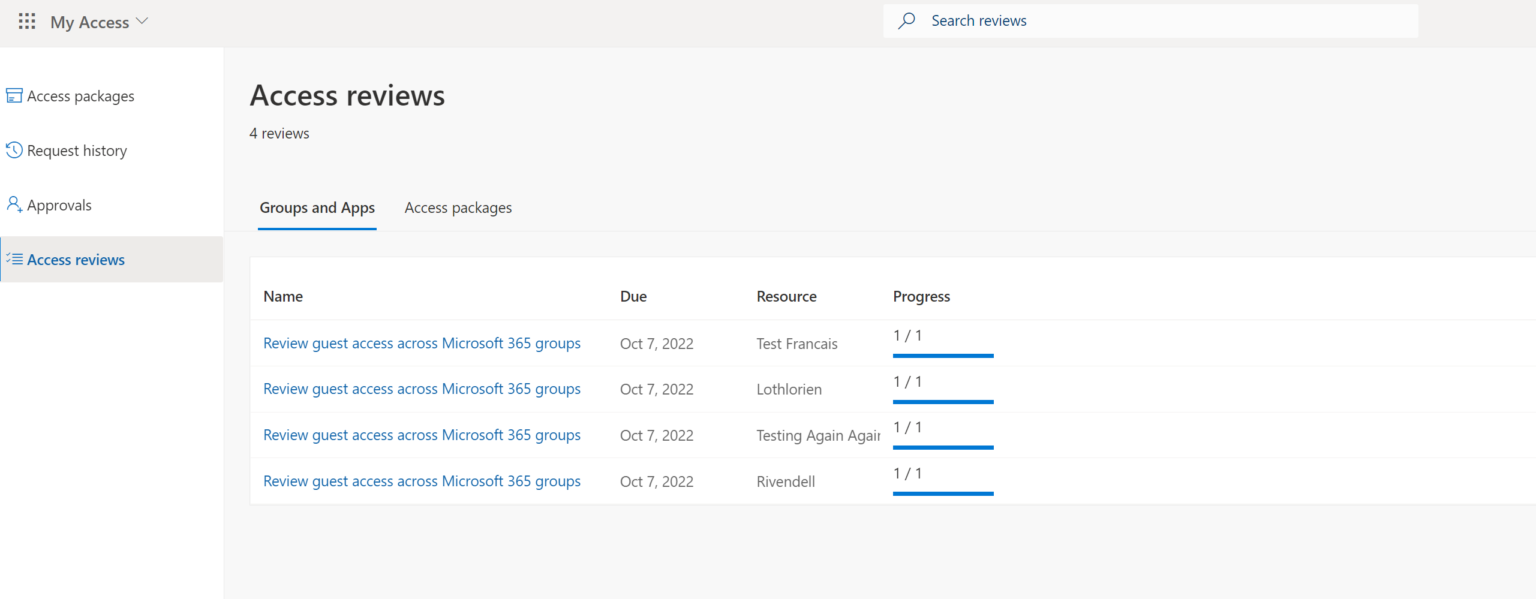 My Access
Search reviews
Access packages
Request history
Approvals
Access reviews
Access reviews
4 reviews
Groups and Apps Access packages
Name Due Resource Progress
Review guest access across Microsoft 365 groups Oct 7, 2022 Test Francais 1 / 1
Review guest access across Microsoft 365 groups Oct 7, 2022 Lothlorien 1 / 1
Review guest access across Microsoft 365 groups Oct 7, 2022 Testing Again 1 / 1
Review guest access across Microsoft 365 groups Oct 7, 2022 Rivendell 1 / 1